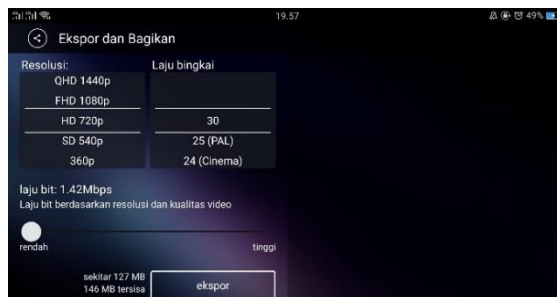 19.57
49%
Ekspor dan Bagikan
Resolusi:
Laju bingkai
QHD 1440p
FHD 1080p
HD 720p
30
SD 540p
25 (PAL)
360p
24 (Cinema)
laju bit: 1.42Mbps
Laju bit berdasarkan resolusi dan kualitas video
rendah
tinggi
sekitar 127 MB
146 MB tersisa
ekspor